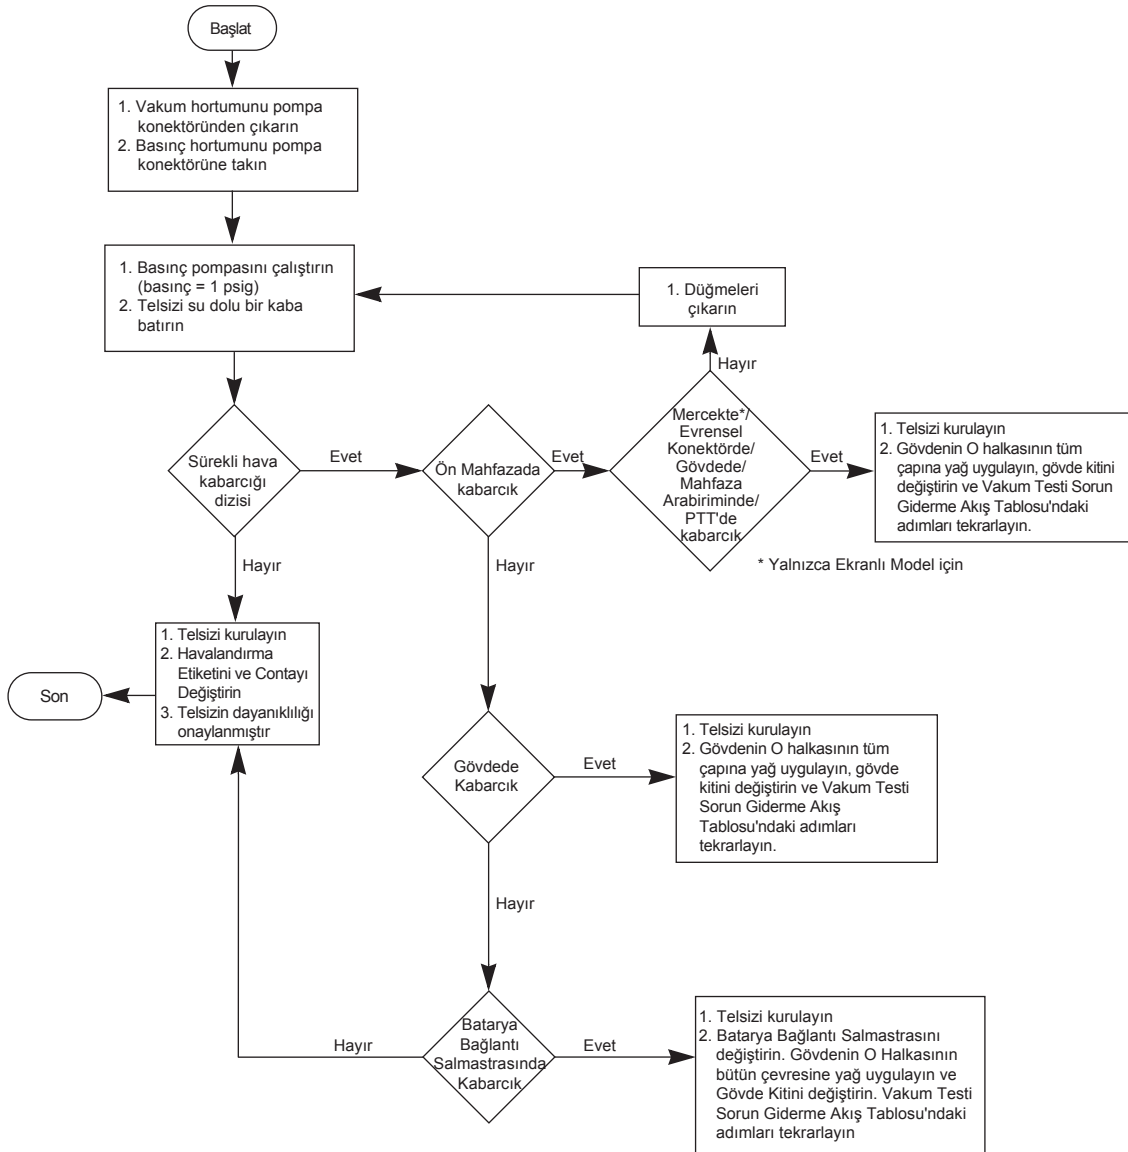 Başlat
1. Vakum hortumunu pompa
konektöründen çıkarın
2. Basınç hortumunu pompa
konektörüne takın
1. Basınç pompasını çalıştırın
(basınç = 1 psig)
2. Telsizi su dolu bir kaba
batırın
1. Düğmeleri
çıkarın
Hayır
Sürekli hava
kabarcığı
dizisi
Evet
Ön Mahfazada
kabarcık
Evet
Mercekte*/
Evrensel
Konektörde/
Gövdede/
Mahfaza
Arabiriminde/
PTT'de
kabarcık
Evet
1. Telsizi kurulayın
2. Gövdenin O halkasının tüm
çapına yağ uygulayın, gövde kitini
değiştirin ve Vakum Testi Sorun
Giderme Akış Tablosu'ndaki
adımları tekrarlayın.
* Yalnızca Ekranlı Model için
Hayır
Hayır
1. Telsizi kurulayın
2. Havalandırma
Etiketini ve Contayı
Değiştirin
3. Telsizin dayanıklılığı
onaylanmıştır
Son
Gövdede
Kabarcık
Evet
1. Telsizi kurulayın
2. Gövdenin O halkasının tüm
çapına yağ uygulayın, gövde
kitini değiştirin ve Vakum Testi
Sorun Giderme Akış
Tablosu'ndaki adımları
tekrarlayın.
Hayır
Batarya
Bağlantı
Salmastrasında
Kabarcık
Hayır
Evet
1. Telsizi kurulayın
2. Batarya Bağlantı Salmastrasını
değiştirin. Gövdenin O Halkasının
bütün çevresine yağ uygulayın ve
Gövde Kitini değiştirin. Vakum Testi
Sorun Giderme Akış Tablosu'ndaki
adımları tekrarlayın